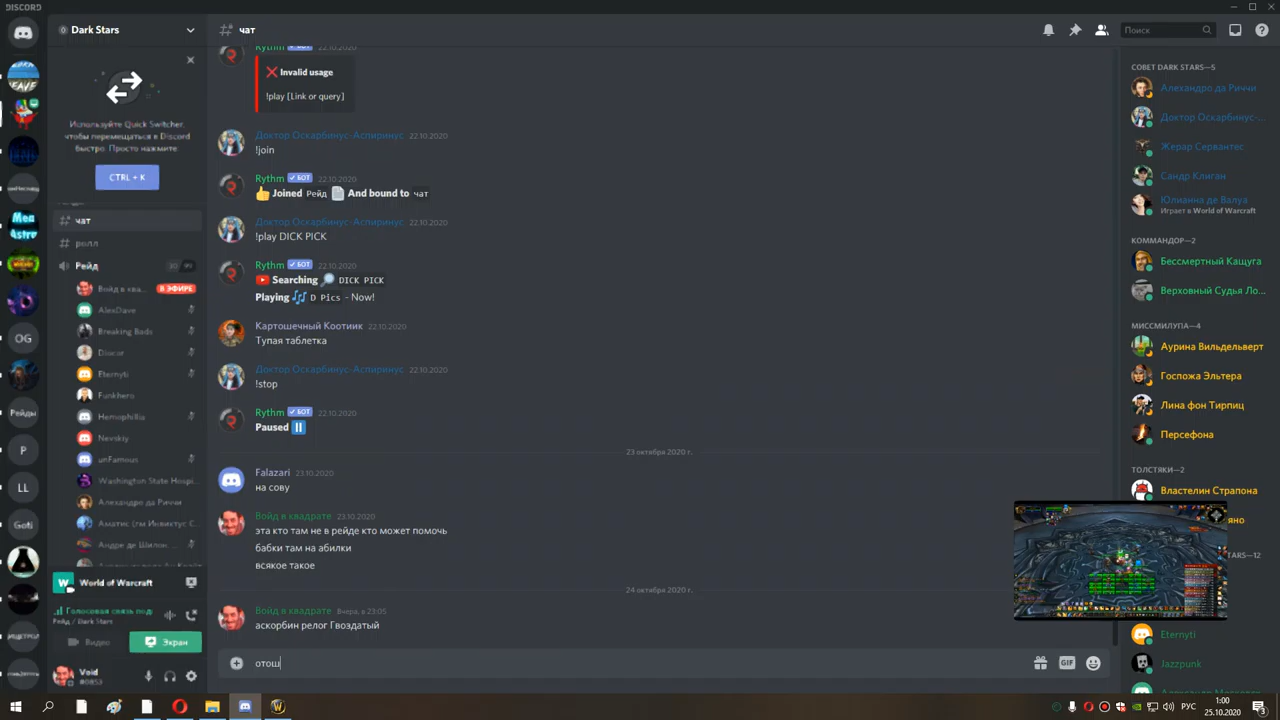 DISCORD
Dark Stars
чат
Поиск
Используйте Quick Switcher,
чтобы перемещаться в Discord
быстро. Просто нажмите:
CTRL + K
чат
ролл
Рейд
Войд в ква...
В ЭФИРЕ
AlexDave
Breaking Bads
Eternyti
Funkhero
Hemophillia
Nevskiy
unFamous
Washington State Hospi...
Алехандро да Риччи
World of Warcraft
Рейд / Dark Stars
Видео
Экран
Void
#0853
Rythm
БОТ
22.10.2020
Invalid usage
!play [Link or query]
Доктор Оскарбинус-Аспиринус 22.10.2020
!join
Rythm БОТ 22.10.2020
Joined Рейд And bound to чат
Доктор Оскарбинус-Аспиринус 22.10.2020
!play DICK PICK
Rythm БОТ 22.10.2020
Searching DICK PICK
Playing D Pics - Now!
Картошечный Коотиик 22.10.2020
Тупая таблетка
Доктор Оскарбинус-Аспиринус 22.10.2020
!stop
Rythm БОТ 22.10.2020
Paused
23 октября 2020 г.
Falazari 23.10.2020
на сову
Войд в квадрате 23.10.2020
эта кто там не в рейде кто может помочь
бабки там на абилки
всякое такое
24 октября 2020 г.
Войд в квадрате Вчера, в 23:05
аскорбин релог Гвоздатый
отош
GIF
СОВЕТ DARK STARS—5
Алехандро да Риччи
Доктор Оскарбинус-...
Жерар Сервантес
Сандр Клиган
Юлианна де Валуа
Играет в World of Warcraft
КОММАНДОР—2
Бессмертный Кащуга
Верховный Судья Ло...
МИССМИЛУПА—4
Аурина Вильдельверт
Госпожа Эльтера
Лина фон Тирпиц
Персефона
ТОЛСТЯКИ—2
Властелин Страпона
Eternyti
Jazzpunk
РУС
1:00
25.10.2020